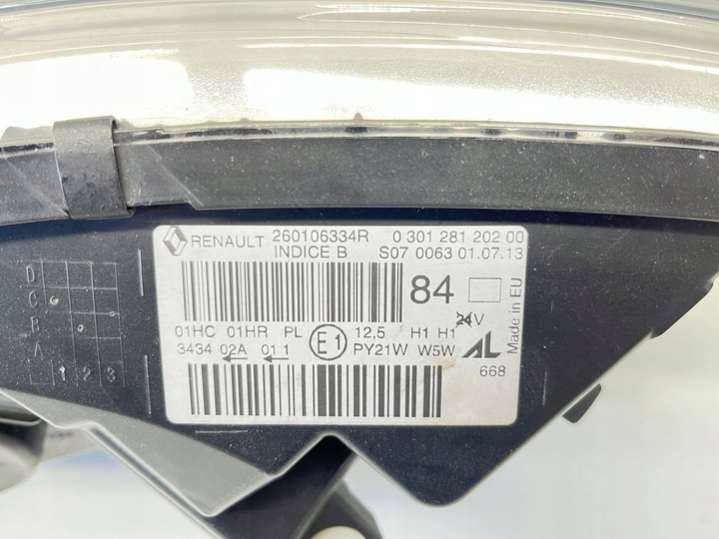 RENAULT 260106334R 0 301 281 202 00
INDICE B S07 0063 01.07.13
84
01HC 01HR PL E1 12,5 H1 H1 24V
3434 02A 01 1 PY21W W5W AL
668
Made in EU
D
C
B
A
1 2 3